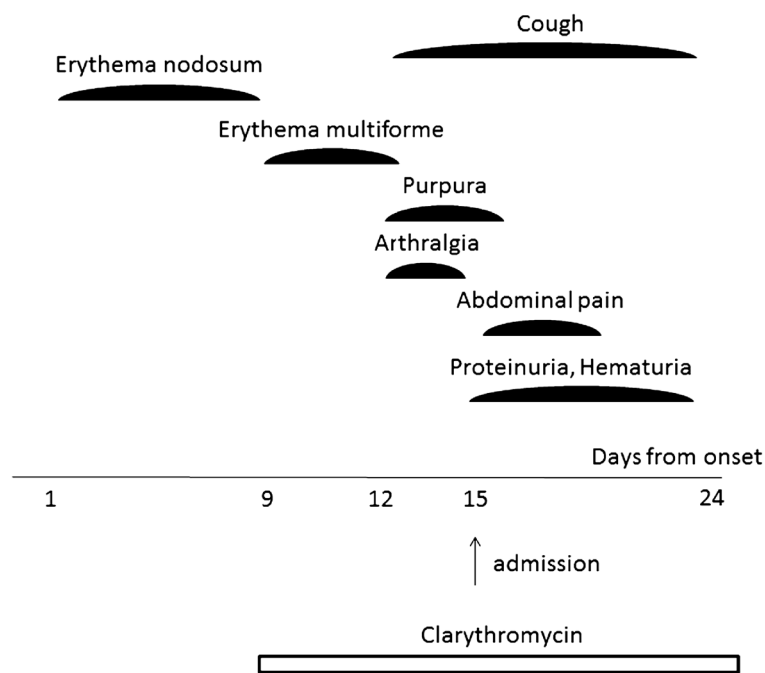 Cough
Erythema nodosum
Erythema multiforme
Purpura
Arthralgia
Abdominal pain
Proteinuria, Hematuria
Days from onset
1 9 12 15 24
admission
Clarythromycin